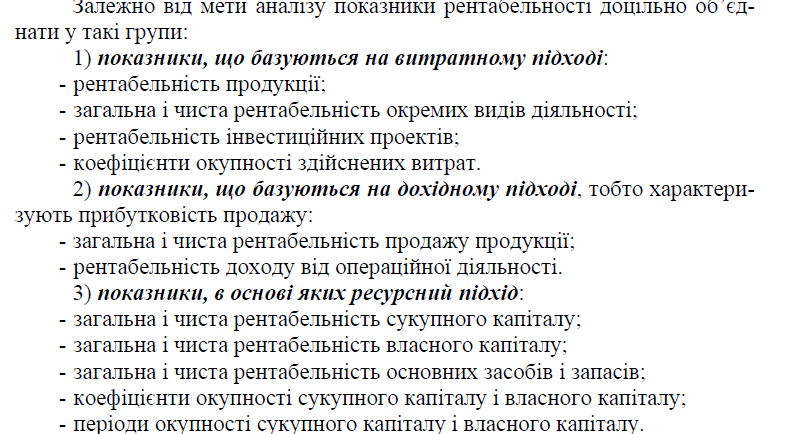 Залежно від мети аналізу показники рентабельності доцільно об’єд-
нати у такі групи:
1) показники, що базуються на витратному підході:
- рентабельність продукції;
- загальна і чиста рентабельність окремих видів діяльності;
- рентабельність інвестиційних проектів;
- коефіцієнти окупності здійснених витрат.
2) показники, що базуються на дохідному підході, тобто характери-
зують прибутковість продажу:
- загальна і чиста рентабельність продажу продукції;
- рентабельність доходу від операційної діяльності.
3) показники, в основі яких ресурсний підхід:
- загальна і чиста рентабельність сукупного капіталу;
- загальна і чиста рентабельність власного капіталу;
- загальна і чиста рентабельність основних засобів і запасів;
- коефіцієнти окупності сукупного капіталу і власного капіталу;
- періоди окупності сукупного капіталу і власного капіталу.